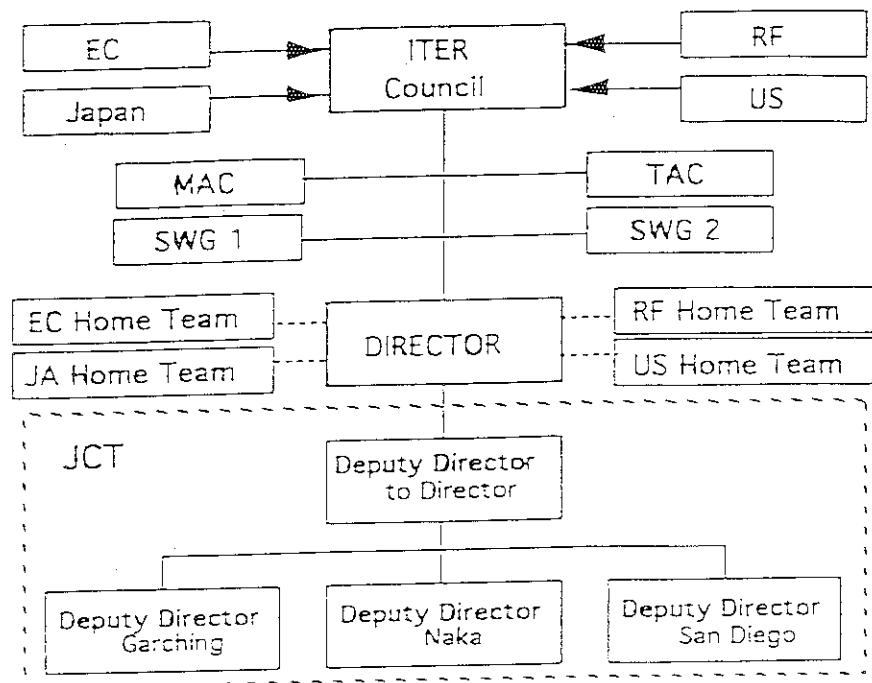 EC
ITER
Council
RF
Japan
US
MAC
TAC
SWG 1
SWG 2
EC Home Team
DIRECTOR
RF Home Team
JA Home Team
US Home Team
JCT
Deputy Director
to Director
Deputy Director
Garching
Deputy Director
Naka
Deputy Director
San Diego